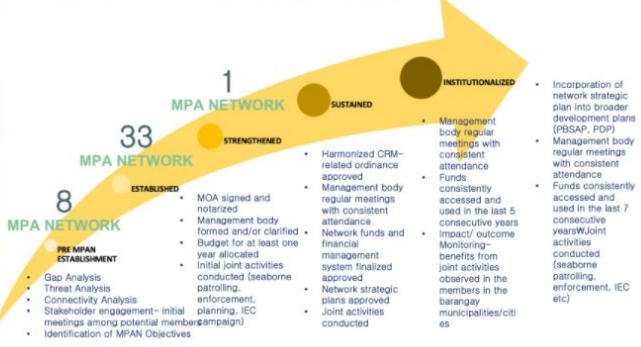 8
MPA NETWORK
PRE MPAN
ESTABLISHMENT
• Gap Analysis
• Threat Analysis
• Connectivity Analysis
• Stakeholder engagement- initial
meetings among potential members
• Identification of MPAN Objectives
33
MPA NETWORK
ESTABLISHED
• MOA signed and
notarized
• Management body
formed and/or clarified
• Budget for at least one
year allocated
• Initial joint activities
conducted (seaborne
patrolling,
enforcement,
planning, IEC
campaign)
1
MPA NETWORK
STRENGTHENED
• Harmonized CRM-
related ordinance
approved
• Management body
regular meetings
with consistent
attendance
• Network funds and
financial
management
system finalized
approved
• Network strategic
plans approved
• Joint activities
conducted
SUSTAINED
• Management
body regular
meetings with
consistent
attendance
• Funds
consistently
accessed and
used in the last 5
consecutive years
• Impact/ outcome
Monitoring-
benefits from
joint activities
observed in the
members in the
barangay
municipalities/citi
es
INSTITUTIONALIZED
• Incorporation of
network strategic
plan into broader
development plans
(PBSAP, PDP)
• Management body
regular meetings
with consistent
attendance
• Funds consistently
accessed and
used in the last 7
consecutive
years₩Joint
activities
conducted
(seaborne
patrolling,
enforcement, IEC
etc)